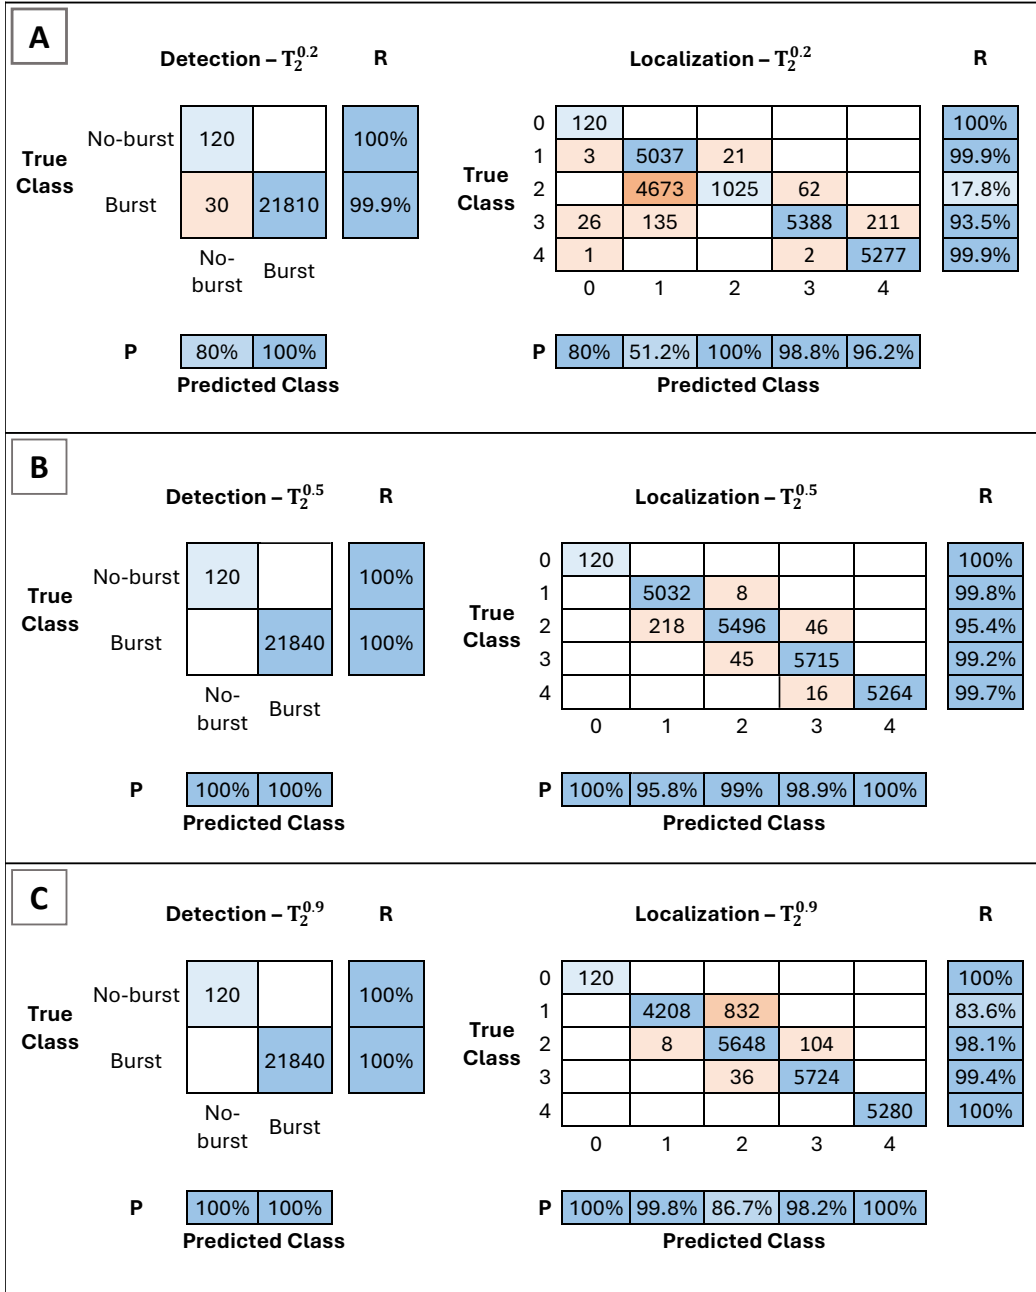 A
Detection – T₂^0.2 R
No-burst 120 100%
True Class
Burst 30 21810 99.9%
No-burst Burst
P 80% 100%
Predicted Class
Localization – T₂^0.2 R
0 120 100%
1 3 5037 21 99.9%
True Class
2 4673 1025 62 17.8%
3 26 135 5388 211 93.5%
4 1 2 5277 99.9%
0 1 2 3 4
P 80% 51.2% 100% 98.8% 96.2%
Predicted Class
B
Detection – T₂^0.5 R
No-burst 120 100%
True Class
Burst 21840 100%
No-burst Burst
P 100% 100%
Predicted Class
Localization – T₂^0.5 R
0 120 100%
1 5032 8 99.8%
True Class
2 218 5496 46 95.4%
3 45 5715 99.2%
4 16 5264 99.7%
0 1 2 3 4
P 100% 95.8% 99% 98.9% 100%
Predicted Class
C
Detection – T₂^0.9 R
No-burst 120 100%
True Class
Burst 21840 100%
No-burst Burst
P 100% 100%
Predicted Class
Localization – T₂^0.9 R
0 120 100%
1 4208 832 83.6%
True Class
2 8 5648 104 98.1%
3 36 5724 99.4%
4 5280 100%
0 1 2 3 4
P 100% 99.8% 86.7% 98.2% 100%
Predicted Class